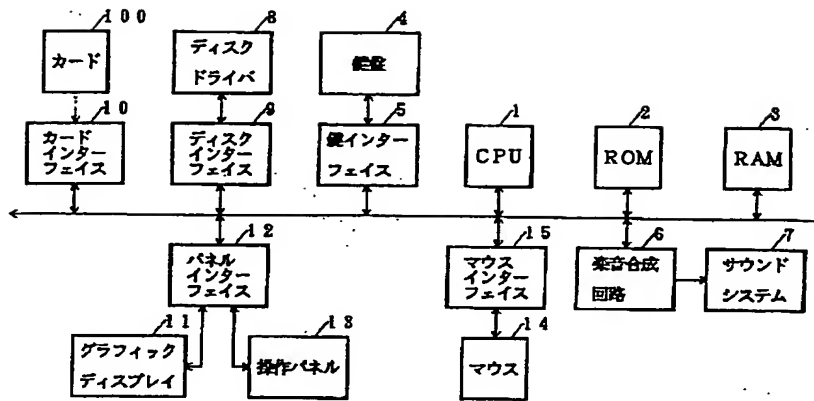 100
カード
8
ディスク
ドライバ
4
鍵盤
10
カード
インター
フェイス
9
ディスク
インター
フェイス
5
鍵インター
フェイス
1
CPU
2
ROM
3
RAM
12
パネル
インター
フェイス
15
マウス
インター
フェイス
6
楽音合成
回路
7
サウンド
システム
11
グラフィック
ディスプレイ
13
操作パネル
14
マウス